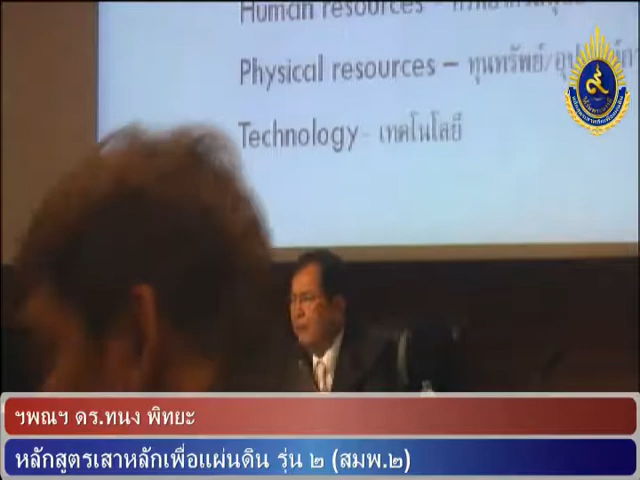 Human resources -
Physical resources – ทุนทรัพย์/
Technology - เทคโนโลยี
ฯพณฯ ดร.ทนง พิทยะ
หลักสูตรเสาหลักเพื่อแผ่นดิน รุ่น ๒ (สมพ.๒)